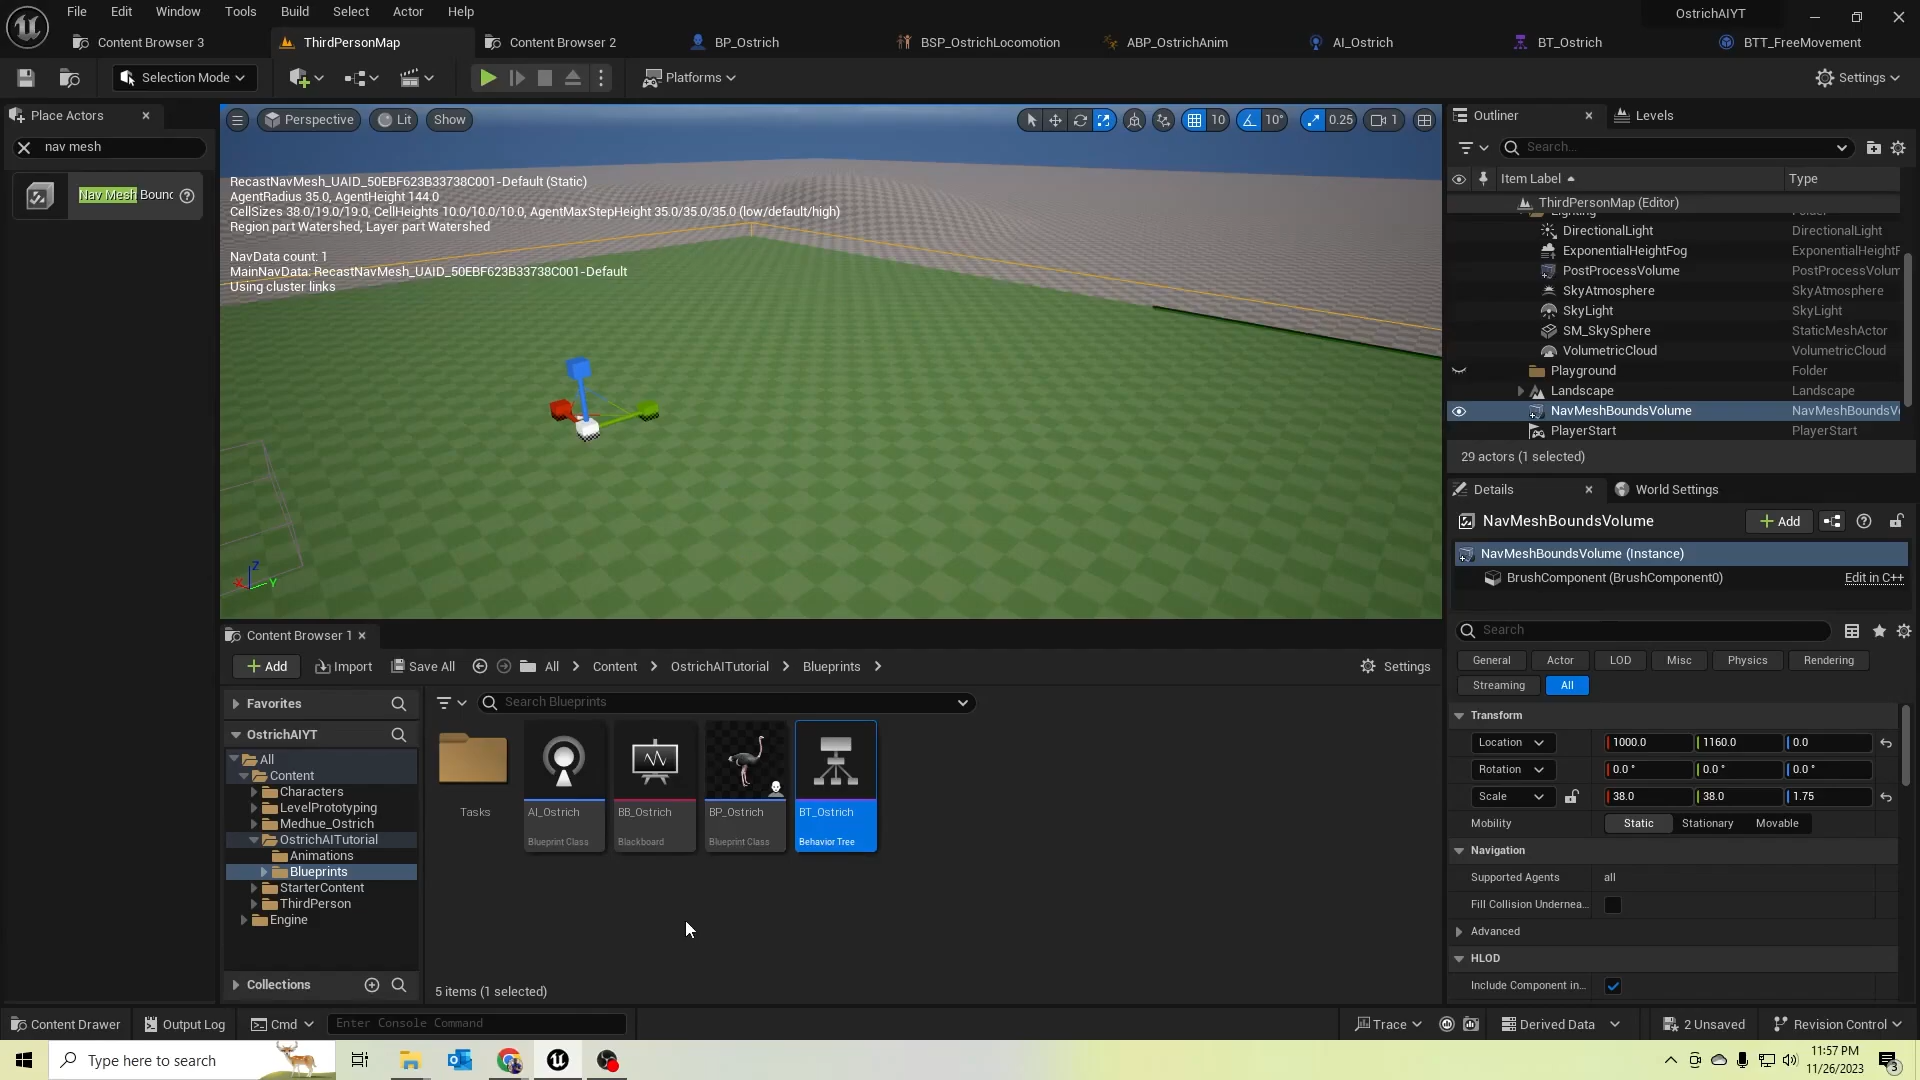 File Edit Window Tools Build Select Actor Help
OstrichAIYT
Content Browser 3
ThirdPersonMap
Content Browser 2
BP_Ostrich
BSP_OstrichLocomotion
ABP_OstrichAnim
AI_Ostrich
BT_Ostrich
BTT_FreeMovement
Selection Mode
Platforms
Settings
Place Actors
nav mesh
Nav Mesh Bounc
Perspective
Lit
Show
10
10°
0.25
1
RecastNavMesh_UAID_50EBF623B33738C001-Default (Static)
AgentRadius 35.0, AgentHeight 144.0
CellSizes 38.0/19.0/19.0, CellHeights 10.0/10.0/10.0, AgentMaxStepHeight 35.0/35.0/35.0 (low/default/high)
Region part Watershed, Layer part Watershed
NavData count: 1
MainNavData: RecastNavMesh_UAID_50EBF623B33738C001-Default
Using cluster links
Z
X
Y
Outliner
Levels
Search...
Item Label
Type
ThirdPersonMap (Editor)
Lighting Folder
DirectionalLight DirectionalLight
ExponentialHeightFog ExponentialHeightF
PostProcessVolume PostProcessVolum
SkyAtmosphere SkyAtmosphere
SkyLight SkyLight
SM_SkySphere StaticMeshActor
VolumetricCloud VolumetricCloud
Playground Folder
Landscape Landscape
NavMeshBoundsVolume NavMeshBoundsVo
PlayerStart PlayerStart
29 actors (1 selected)
Details
World Settings
NavMeshBoundsVolume
Add
NavMeshBoundsVolume (Instance)
BrushComponent (BrushComponent0)
Edit in C++
Search
General Actor LOD Misc Physics Rendering
Streaming All
Transform
Location 1000.0 1160.0 0.0
Rotation 0.0 ° 0.0 ° 0.0 °
Scale 38.0 38.0 1.75
Mobility Static Stationary Movable
Navigation
Supported Agents all
Fill Collision Undernea...
Advanced
HLOD
Include Component in...
Content Browser 1
Add
Import
Save All
All
Content
OstrichAITutorial
Blueprints
Settings
Favorites
Search Blueprints
OstrichAIYT
All
Content
Characters
LevelPrototyping
Medhue_Ostrich
OstrichAITutorial
Animations
Blueprints
StarterContent
ThirdPerson
Engine
Collections
Tasks
AI_Ostrich
Blueprint Class
BB_Ostrich
Blackboard
BP_Ostrich
Blueprint Class
BT_Ostrich
Behavior Tree
5 items (1 selected)
Content Drawer
Output Log
Cmd
Enter Console Command
Trace
Derived Data
2 Unsaved
Revision Control
Type here to search
11:57 PM
11/26/2023
3